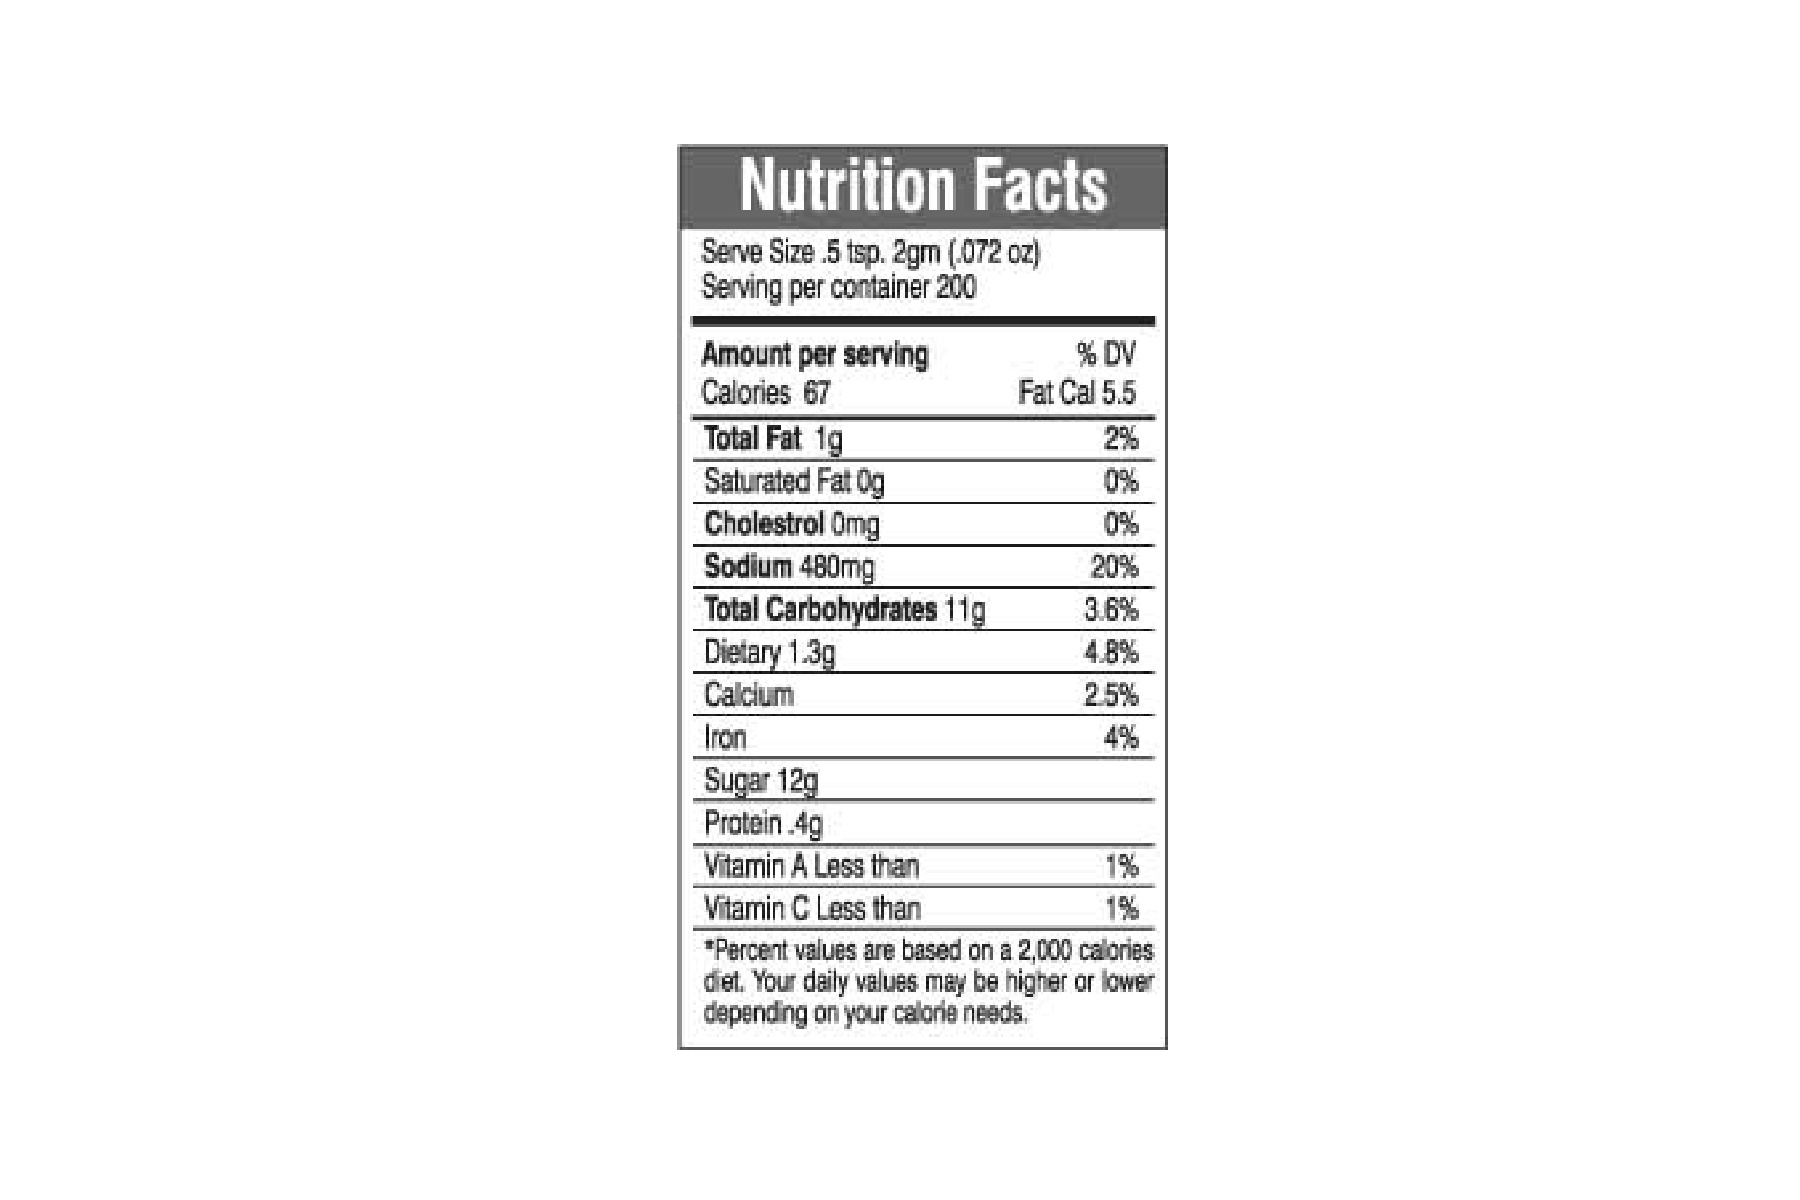 Nutrition Facts
Serve Size .5 tsp. 2gm (.072 oz)
Serving per container 200
Amount per serving % DV
Calories 67 Fat Cal 5.5
Total Fat 1g 2%
Saturated Fat 0g 0%
Cholestrol 0mg 0%
Sodium 480mg 20%
Total Carbohydrates 11g 3.6%
Dietary 1.3g 4.8%
Calcium 2.5%
Iron 4%
Sugar 12g
Protein .4g
Vitamin A Less than 1%
Vitamin C Less than 1%
*Percent values are based on a 2,000 calories
diet. Your daily values may be higher or lower
depending on your calorie needs.